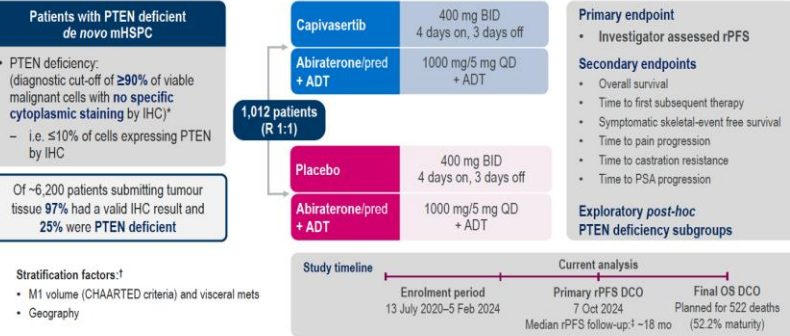 Patients with PTEN deficient
de novo mHSPC
• PTEN deficiency:
(diagnostic cut-off of ≥90% of viable
malignant cells with no specific
cytoplasmic staining by IHC)*
– i.e. ≤10% of cells expressing PTEN
by IHC
Of ~6,200 patients submitting tumour
tissue 97% had a valid IHC result and
25% were PTEN deficient
Stratification factors:†
• M1 volume (CHAARTED criteria) and visceral mets
• Geography
1,012 patients
(R 1:1)
Capivasertib
400 mg BID
4 days on, 3 days off
Abiraterone/pred
+ ADT
1000 mg/5 mg QD
+ ADT
Placebo
400 mg BID
4 days on, 3 days off
Abiraterone/pred
+ ADT
1000 mg/5 mg QD
+ ADT
Primary endpoint
• Investigator assessed rPFS
Secondary endpoints
• Overall survival
• Time to first subsequent therapy
• Symptomatic skeletal-event free survival
• Time to pain progression
• Time to castration resistance
• Time to PSA progression
Exploratory post-hoc
PTEN deficiency subgroups
Study timeline
Current analysis
Enrolment period
13 July 2020–5 Feb 2024
Primary rPFS DCO
7 Oct 2024
Median rPFS follow-up:‡ ~18 mo
Final OS DCO
Planned for 522 deaths
(52.2% maturity)